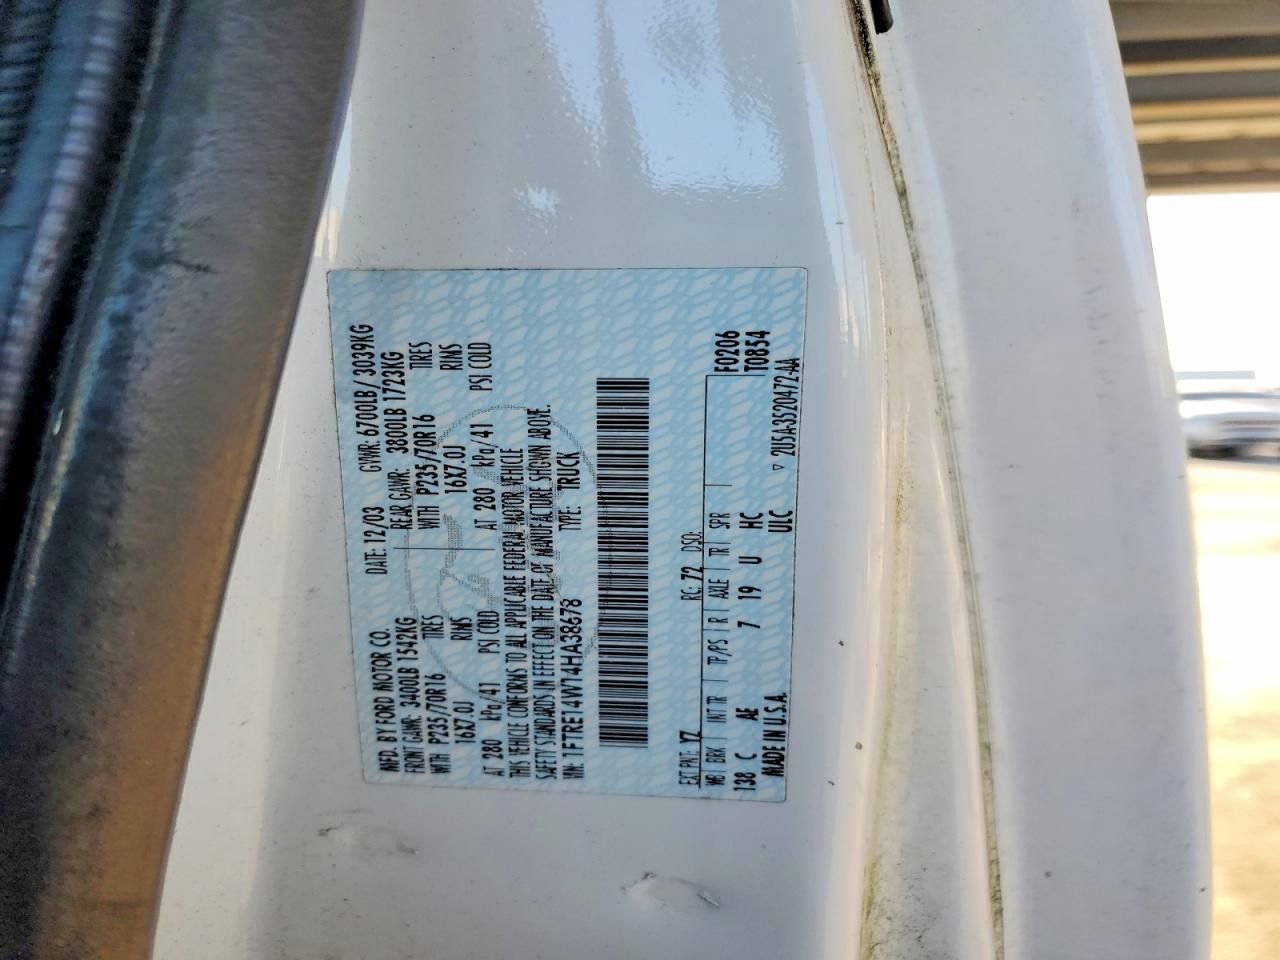 MFD. BY FORD MOTOR CO.
DATE: 12/03 GVWR: 6700LB/ 3039KG
FRONT GAWR: 3400LB 1542KG REAR GAWR: 3800LB 1723KG
WITH P235/70R16 TIRES WITH P235/70R16 TIRES
16X7.0J RIMS 16X7.0J RIMS
AT 280 kPa/41 PSI COLD AT 280 kPa/41 PSI COLD
THIS VEHICLE CONFORMS TO ALL APPLICABLE FEDERAL MOTOR VEHICLE
SAFETY STANDARDS IN EFFECT ON THE DATE OF MANUFACTURE SHOWN ABOVE.
VIN: 1FTRE14W14HA38678 TYPE: TRUCK
F0206
T0854
EXT PNT: YZ RC: 72 DSO:
WB BRK INT TR TP/PS R AXLE TR SPR
138 C AE 7 19 U HC
MADE IN U.S.A. ULC
▽ 2U5A3520472-AA